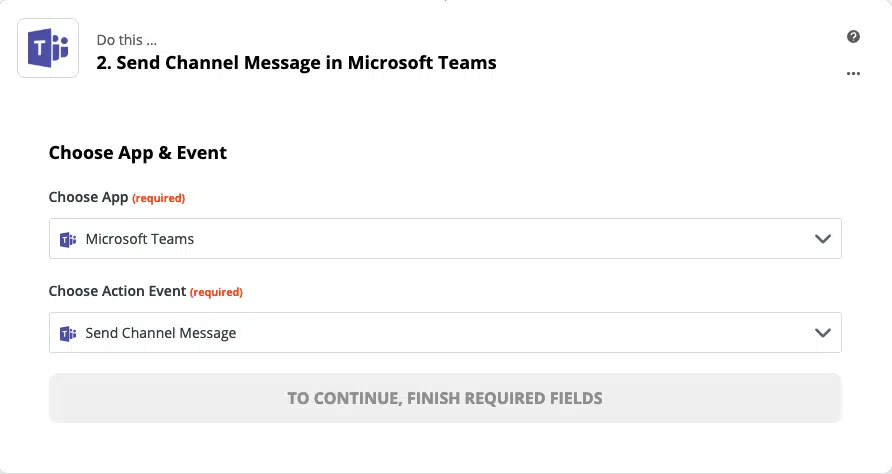 Do this ...
2. Send Channel Message in Microsoft Teams
Choose App & Event
Choose App (required)
Microsoft Teams
Choose Action Event (required)
Send Channel Message
TO CONTINUE, FINISH REQUIRED FIELDS